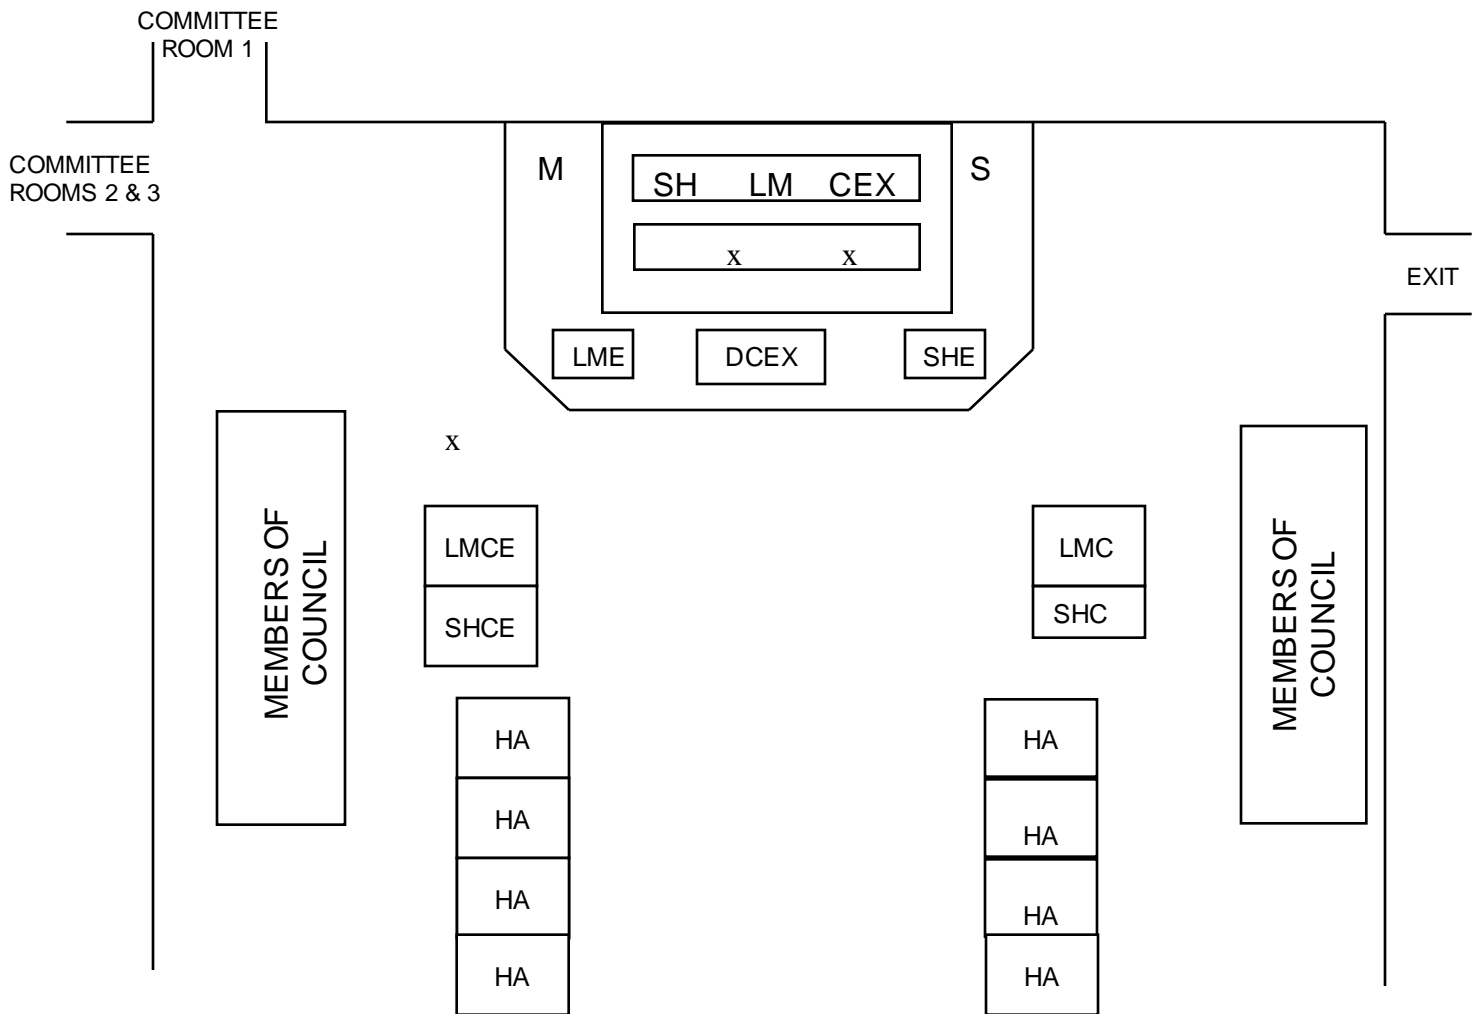 COMMITTEE
ROOM 1
COMMITTEE
ROOMS 2 & 3
M
SH LM CEX
S
x x
EXIT
LME
DCEX
SHE
x
MEMBERS OF
COUNCIL
LMCE
SHCE
LMC
SHC
MEMBERS OF
COUNCIL
HA
HA
HA
HA
HA
HA
HA
HA